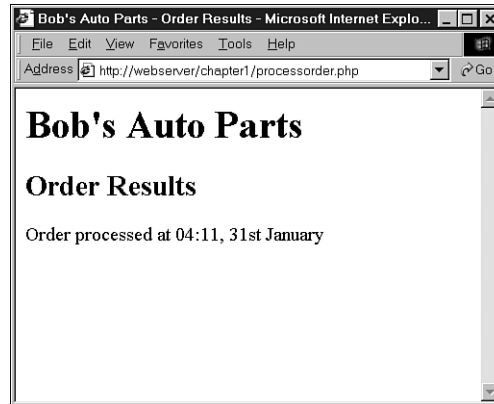 Bob's Auto Parts - Order Results - Microsoft Internet Explo...
File Edit View Favorites Tools Help
Address http://webserver/chapter1/processorder.php Go
Bob's Auto Parts
Order Results
Order processed at 04:11, 31st January